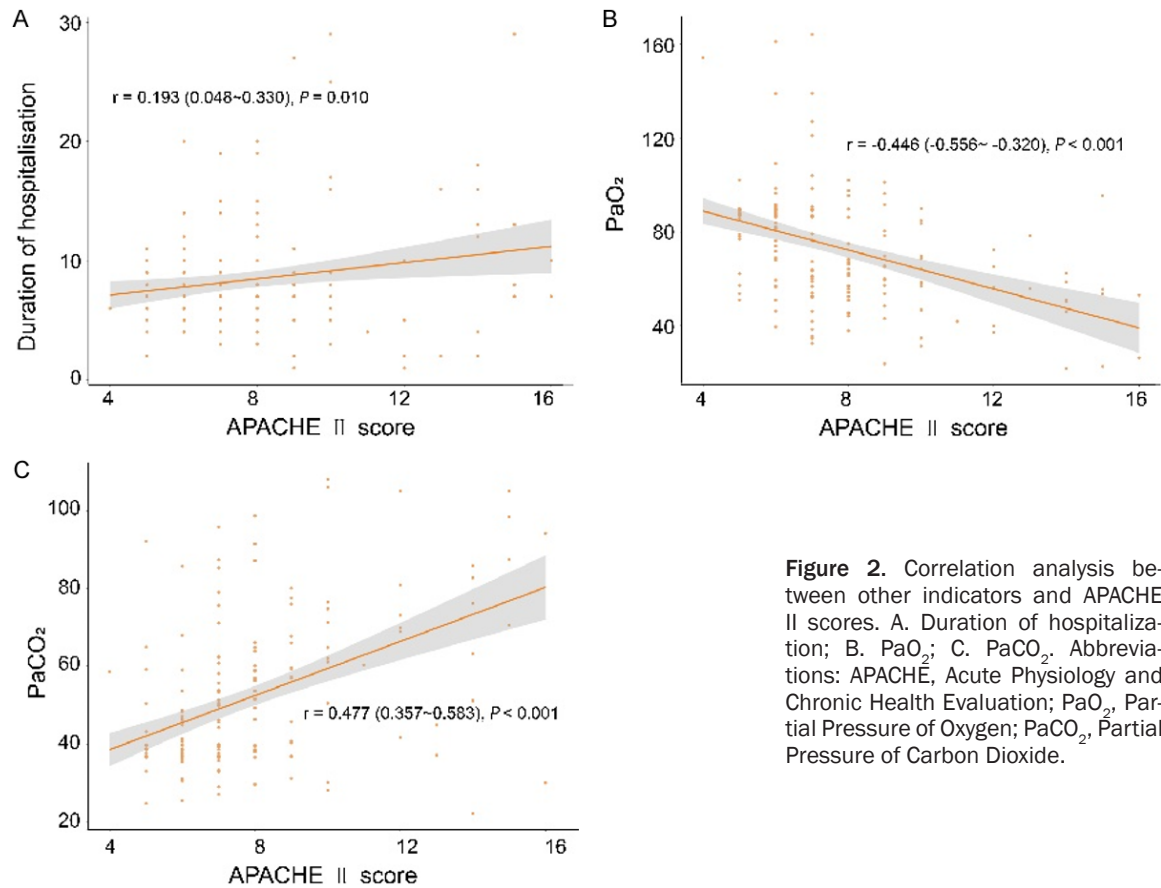 A
30
20
10
0
Duration of hospitalisation
r = 0.193 (0.048~0.330), P = 0.010
4
8
12
16
APACHE II score
B
160
120
80
40
PaO₂
r = -0.446 (-0.556~ -0.320), P < 0.001
4
8
12
16
APACHE II score
C
100
80
60
40
20
PaCO₂
r = 0.477 (0.357~0.583), P < 0.001
4
8
12
16
APACHE II score
Figure 2. Correlation analysis be-
tween other indicators and APACHE
II scores. A. Duration of hospitaliza-
tion; B. PaO₂; C. PaCO₂. Abbrevia-
tions: APACHE, Acute Physiology and
Chronic Health Evaluation; PaO₂, Par-
tial Pressure of Oxygen; PaCO₂, Partial
Pressure of Carbon Dioxide.